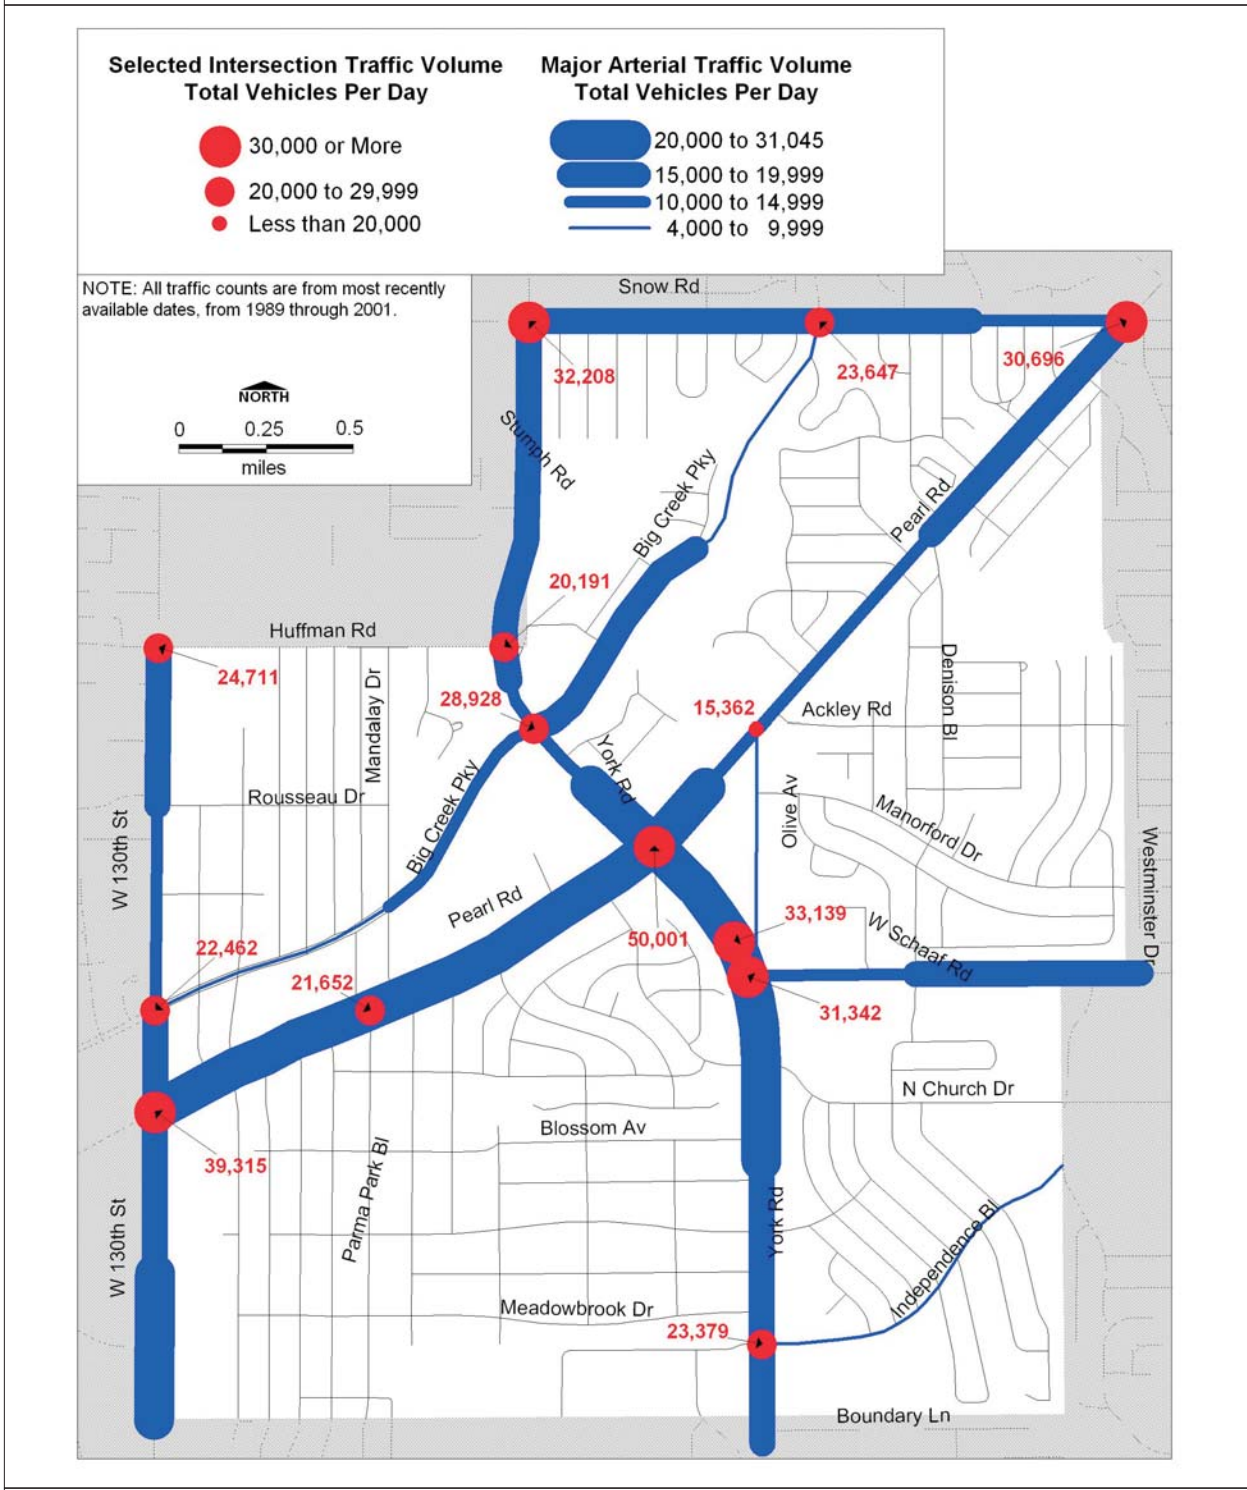 Selected Intersection Traffic Volume
Total Vehicles Per Day
30,000 or More
20,000 to 29,999
Less than 20,000
Major Arterial Traffic Volume
Total Vehicles Per Day
20,000 to 31,045
15,000 to 19,999
10,000 to 14,999
4,000 to 9,999
NOTE: All traffic counts are from most recently
available dates, from 1989 through 2001.
NORTH
0 0.25 0.5
miles
Snow Rd
32,208
23,647
30,696
Stumph Rd
Big Creek Pky
Pearl Rd
20,191
Huffman Rd
24,711
28,928
15,362
Ackley Rd
Denison Bl
Mandalay Dr
York Rd
Rousseau Dr
Big Creek Pky
Olive Av
Manorford Dr
W 130th St
Westminster Dr
Pearl Rd
33,139
W Schaaf Rd
22,462
50,001
21,652
31,342
N Church Dr
Blossom Av
39,315
Parma Park Bl
W 130th St
York Rd
Independence Bl
Meadowbrook Dr
23,379
Boundary Ln